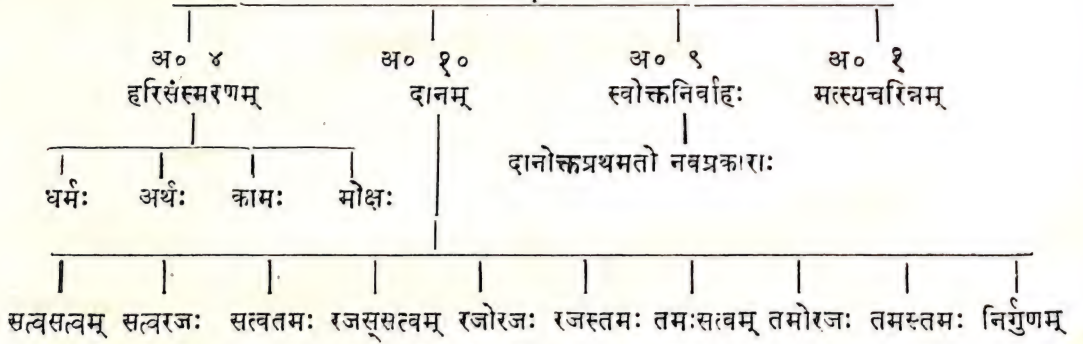 अ० ४ अ० १० अ० ९ अ० १
हरिसंस्मरणम् दानम् स्वोक्तनिर्वाहः मत्स्यचरित्रम्
दानोक्तप्रथमतो नवप्रकाराः
धर्मः अर्थः कामः मोक्षः
सत्वसत्वम् सत्वरजः सत्वतमः रजस्सत्वम् रजोरजः रजस्तमः तमःसत्वम् तमोरजः तमस्तमः निर्गुणम्